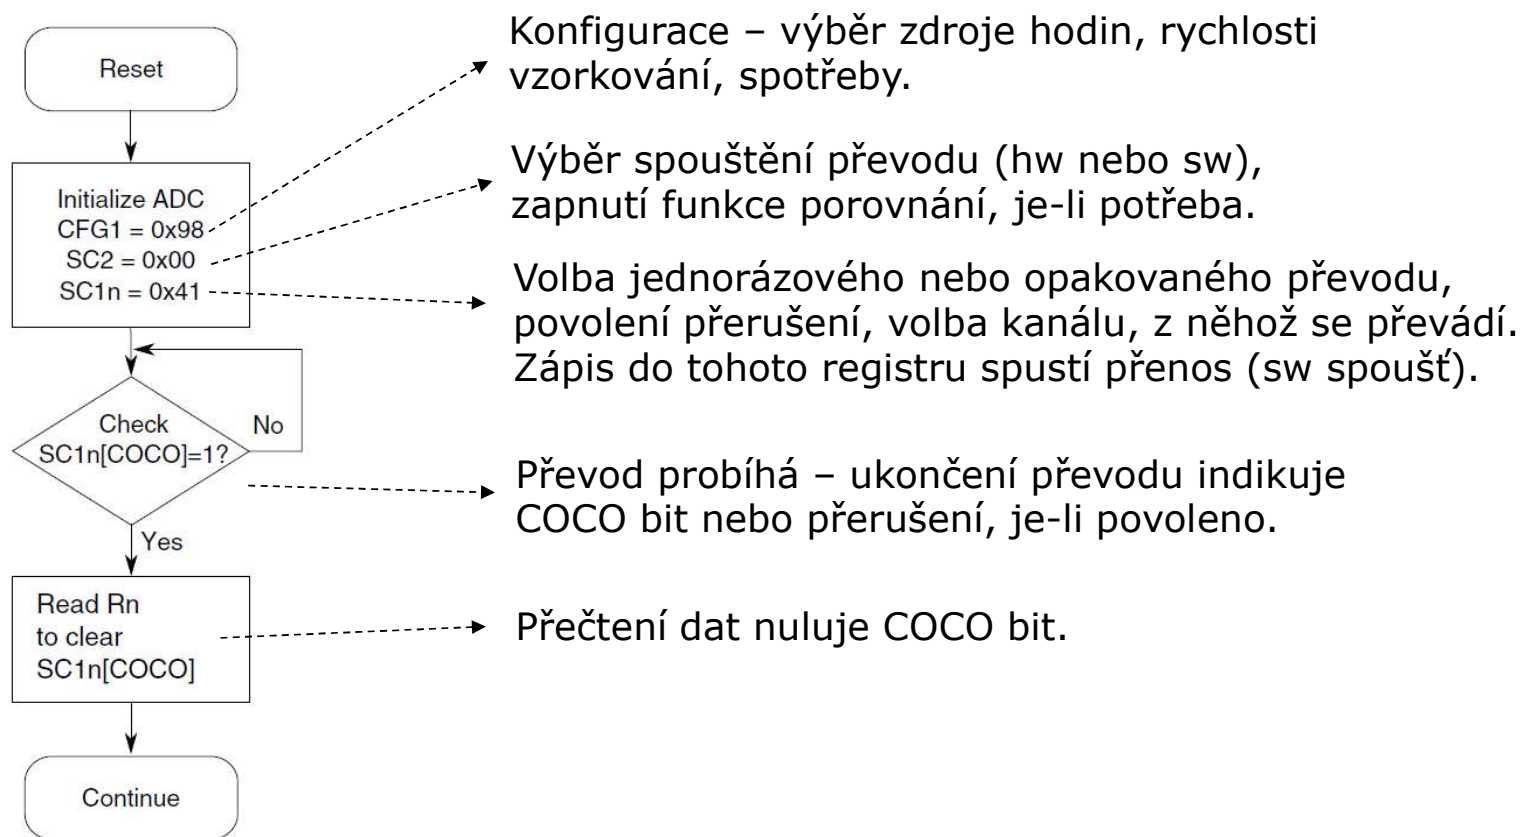 Reset
Initialize ADC
CFG1 = 0x98
SC2 = 0x00
SC1n = 0x41
Check
SC1n[COCO]=1?
No
Yes
Read Rn
to clear
SC1n[COCO]
Continue
Konfigurace – výběr zdroje hodin, rychlosti
vzorkování, spotřeby.
Výběr spouštění převodu (hw nebo sw),
zapnutí funkce porovnání, je-li potřeba.
Volba jednorázového nebo opakovaného převodu,
povolení přerušení, volba kanálu, z něhož se převádí.
Zápis do tohoto registru spustí přenos (sw spoušť).
Převod probíhá – ukončení převodu indikuje
COCO bit nebo přerušení, je-li povoleno.
Přečtení dat nuluje COCO bit.